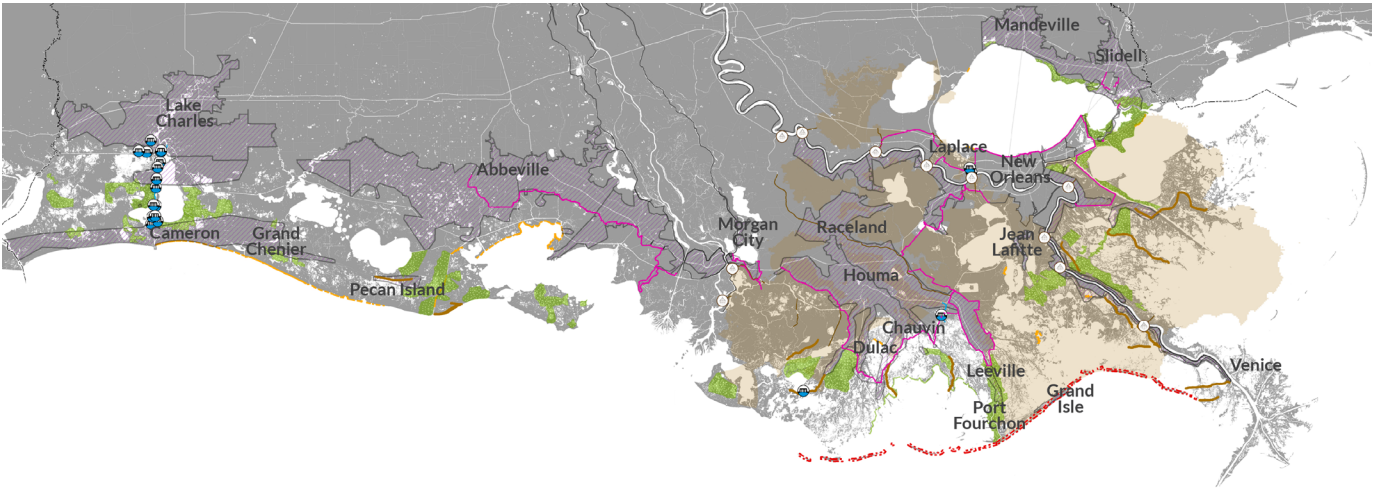 Mandeville
Slidell
Lake
Charles
Laplace
New
Orleans
Abbeville
Cameron
Grand
Chenier
Morgan
City
Raceland
Jean
Lafitte
Houma
Pecan Island
Chauvin
Dulac
Leeville
Venice
Grand
Isle
Port
Fourchon